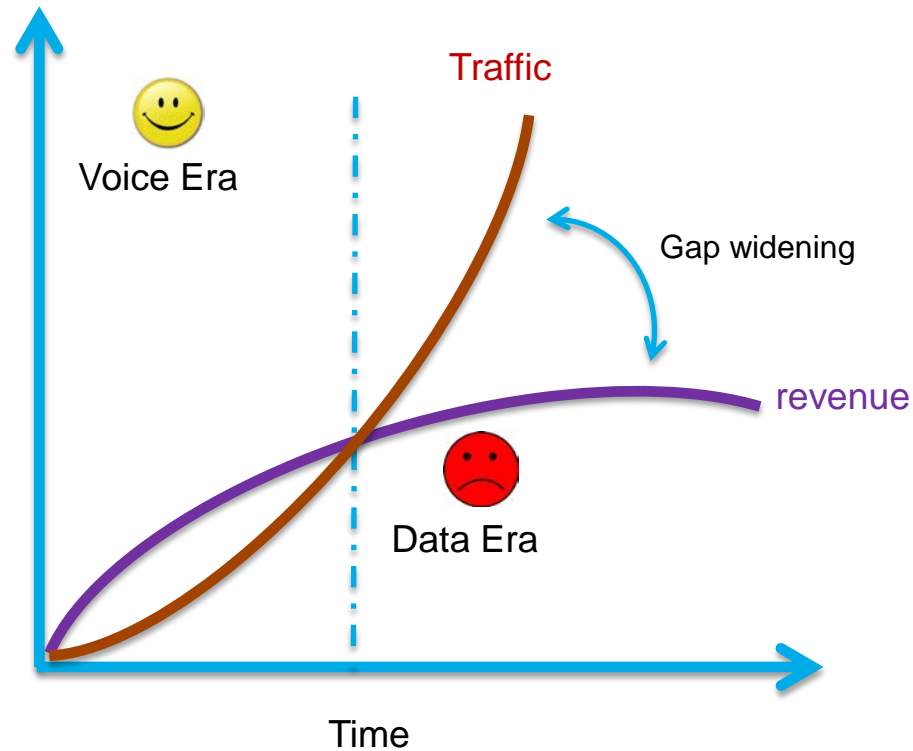 Traffic
Voice Era
Gap widening
revenue
Data Era
Time